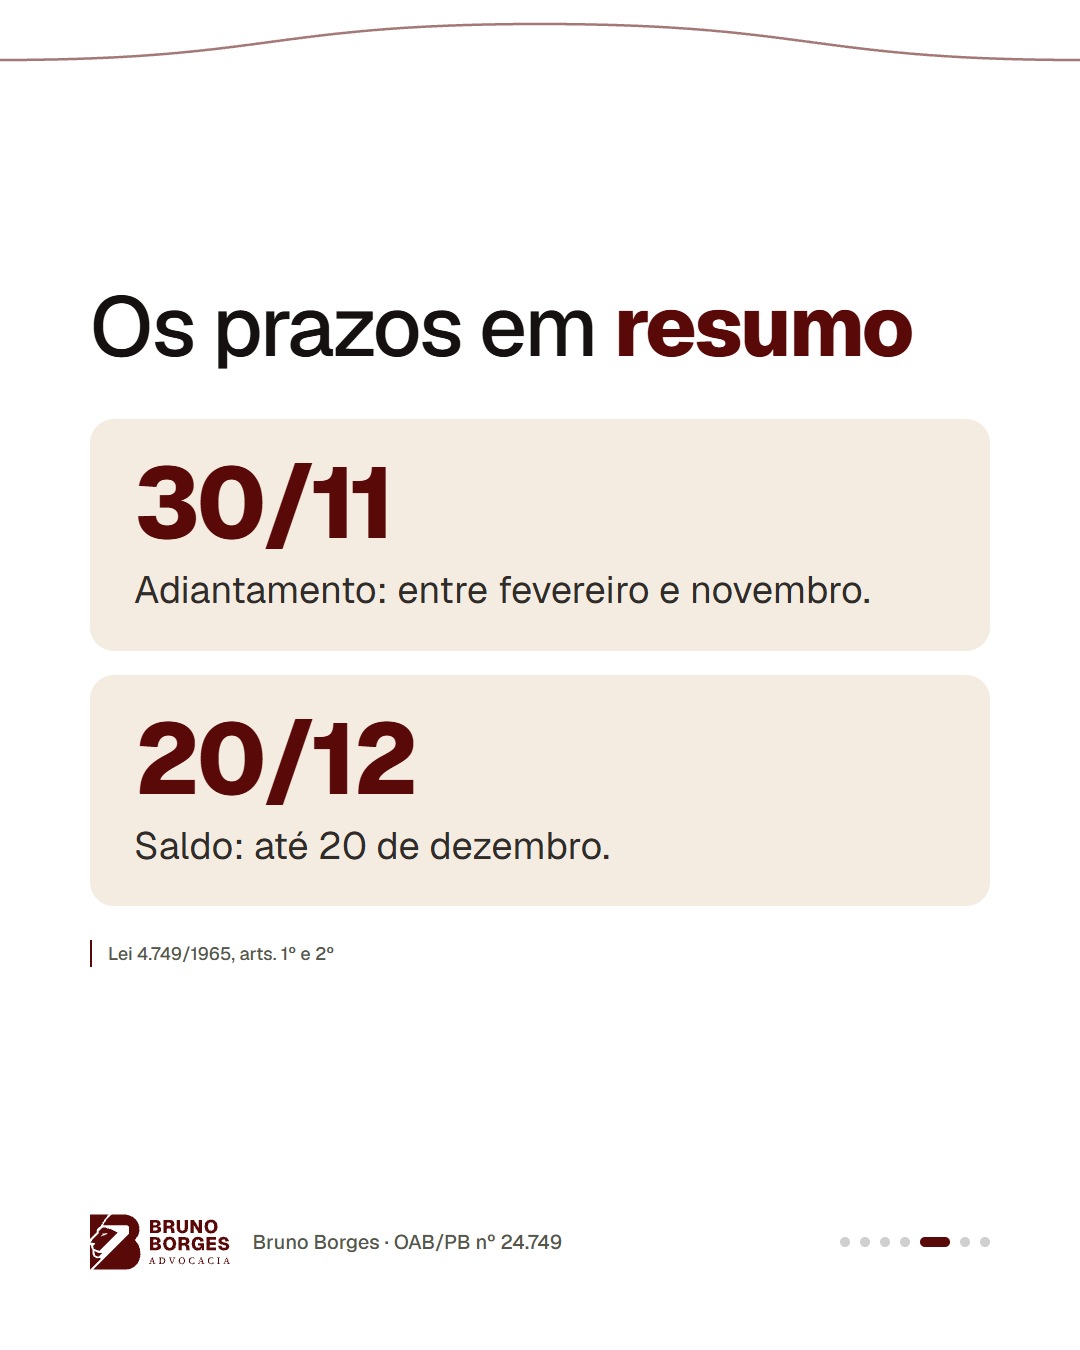 Os prazos em resumo
30/11
Adiantamento: entre fevereiro e novembro.
20/12
Saldo: até 20 de dezembro.
Lei 4.749/1965, arts. 1º e 2º
BRUNO
BORGES
ADVOCACIA
Bruno Borges · OAB/PB nº 24.749